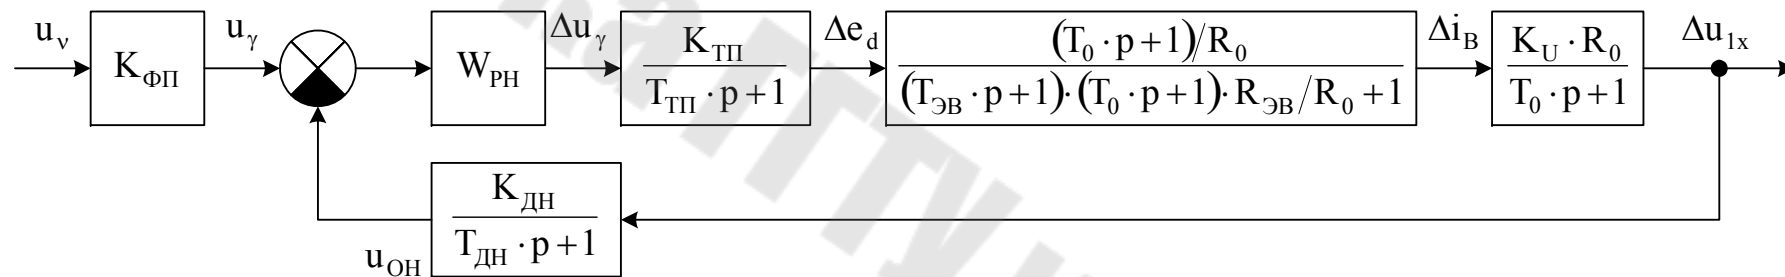 u_ν
K_ФП
u_γ
W_РН
Δu_γ
K_ТП
T_ТП · p + 1
Δe_d
(T_0 · p + 1)/R_0
(T_ЭВ · p + 1) · (T_0 · p + 1) · R_ЭВ/R_0 + 1
Δi_В
K_U · R_0
T_0 · p + 1
Δu_1x
K_ДН
T_ДН · p + 1
u_ОН